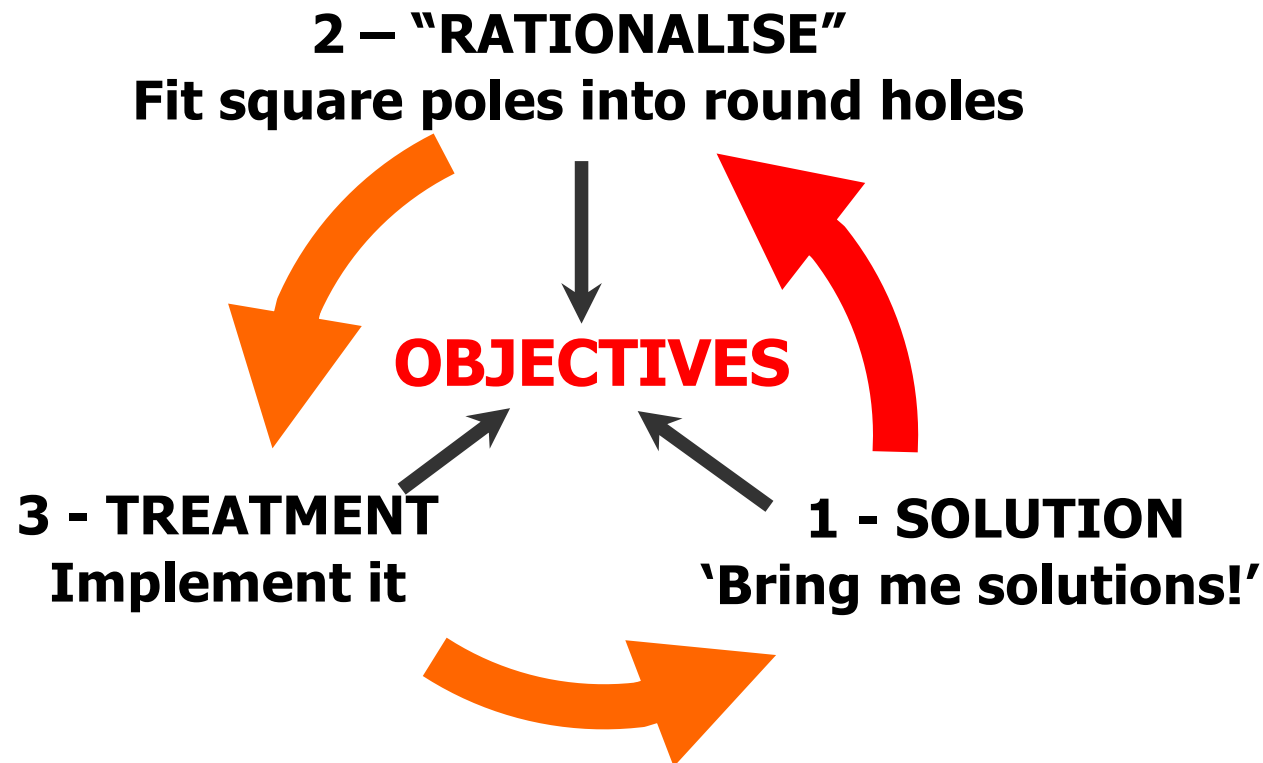 2 – “RATIONALISE”
Fit square poles into round holes
OBJECTIVES
3 - TREATMENT
Implement it
1 - SOLUTION
‘Bring me solutions!’